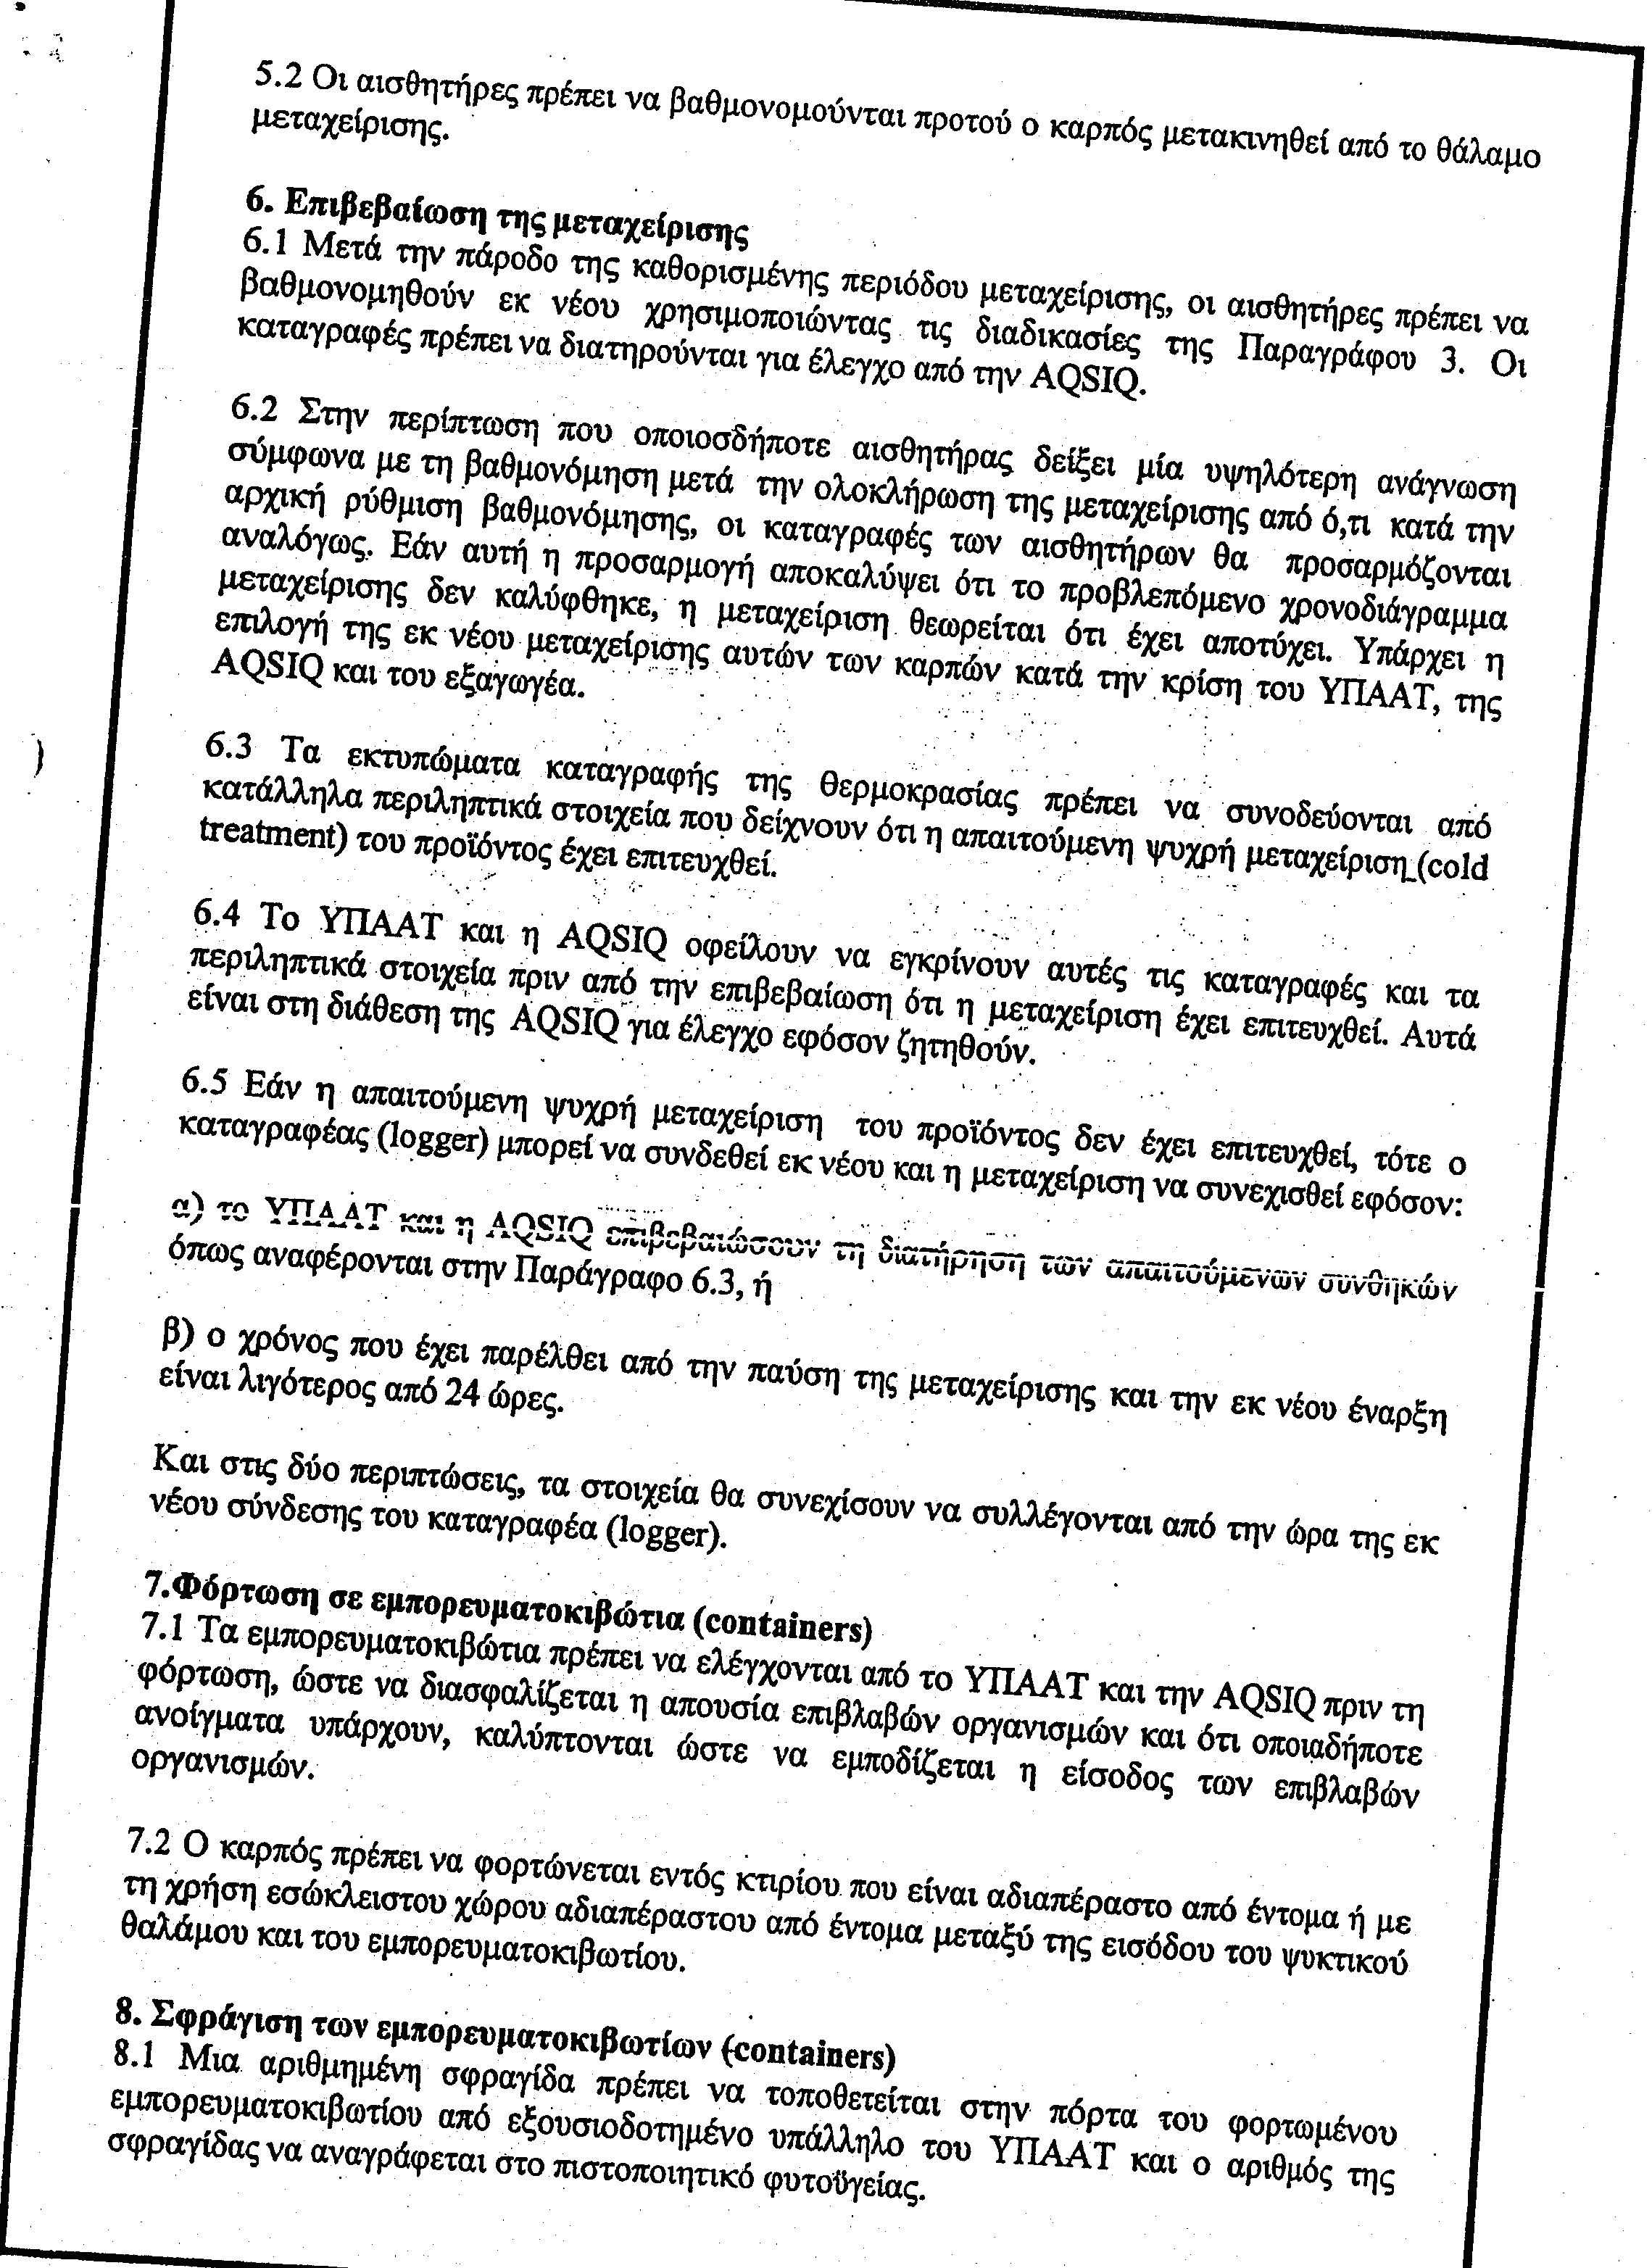 5.2 Οι αισθητήρες πρέπει να βαθμονομούνται προτού ο καρπός μετακινηθεί από το θάλαμο
μεταχείρισης.
6. Επιβεβαίωση της μεταχείρισης
6.1 Μετά την πάροδο της καθορισμένης περιόδου μεταχείρισης, οι αισθητήρες πρέπει να
βαθμονομηθούν εκ νέου χρησιμοποιώντας τις διαδικασίες της Παραγράφου 3. Οι
καταγραφές πρέπει να διατηρούνται για έλεγχο από την AQSIQ.
6.2 Στην περίπτωση που οποιοσδήποτε αισθητήρας δείξει μία υψηλότερη ανάγνωση
σύμφωνα με τη βαθμονόμηση μετά την ολοκλήρωση της μεταχείρισης από ό,τι κατά την
αρχική ρύθμιση βαθμονόμησης, οι καταγραφές των αισθητήρων θα προσαρμόζονται
αναλόγως. Εάν αυτή η προσαρμογή αποκαλύψει ότι το προβλεπόμενο χρονοδιάγραμμα
μεταχείρισης δεν καλύφθηκε, η μεταχείριση θεωρείται ότι έχει αποτύχει. Υπάρχει η
επιλογή της εκ νέου μεταχείρισης αυτών των καρπών κατά την κρίση του ΥΠΑΑΤ, της
AQSIQ και του εξαγωγέα.
6.3 Τα εκτυπώματα καταγραφής της θερμοκρασίας πρέπει να συνοδεύονται από
κατάλληλα περιληπτικά στοιχεία που δείχνουν ότι η απαιτούμενη ψυχρή μεταχείριση (cold
treatment) του προϊόντος έχει επιτευχθεί.
6.4 Το ΥΠΑΑΤ και η AQSIQ οφείλουν να εγκρίνουν αυτές τις καταγραφές και τα
περιληπτικά στοιχεία πριν από την επιβεβαίωση ότι η μεταχείριση έχει επιτευχθεί. Αυτά
είναι στη διάθεση της AQSIQ για έλεγχο εφόσον ζητηθούν.
6.5 Εάν η απαιτούμενη ψυχρή μεταχείριση του προϊόντος δεν έχει επιτευχθεί, τότε ο
καταγραφέας (logger) μπορεί να συνδεθεί εκ νέου και η μεταχείριση να συνεχισθεί εφόσον:
α) το ΥΠΑΑΤ και η AQSIQ επιβεβαιώσουν τη διατήρηση των απαιτούμενων συνθηκών
όπως αναφέρονται στην Παράγραφο 6.3, ή
β) ο χρόνος που έχει παρέλθει από την παύση της μεταχείρισης και την εκ νέου έναρξη
είναι λιγότερος από 24 ώρες.
Και στις δύο περιπτώσεις, τα στοιχεία θα συνεχίσουν να συλλέγονται από την ώρα της εκ
νέου σύνδεσης του καταγραφέα (logger).
7.Φόρτωση σε εμπορευματοκιβώτια (containers)
7.1 Τα εμπορευματοκιβώτια πρέπει να ελέγχονται από το ΥΠΑΑΤ και την AQSIQ πριν τη
φόρτωση, ώστε να διασφαλίζεται η απουσία επιβλαβών οργανισμών και ότι οποιαδήποτε
ανοίγματα υπάρχουν, καλύπτονται ώστε να εμποδίζεται η είσοδος των επιβλαβών
οργανισμών.
7.2 Ο καρπός πρέπει να φορτώνεται εντός κτιρίου που είναι αδιαπέραστο από έντομα ή με
τη χρήση εσώκλειστου χώρου αδιαπέραστου από έντομα μεταξύ της εισόδου του ψυκτικού
θαλάμου και του εμπορευματοκιβωτίου.
8. Σφράγιση των εμπορευματοκιβωτίων (containers)
8.1 Μια αριθμημένη σφραγίδα πρέπει να τοποθετείται στην πόρτα του φορτωμένου
εμπορευματοκιβωτίου από εξουσιοδοτημένο υπάλληλο του ΥΠΑΑΤ και ο αριθμός της
σφραγίδας να αναγράφεται στο πιστοποιητικό φυτοϋγείας.